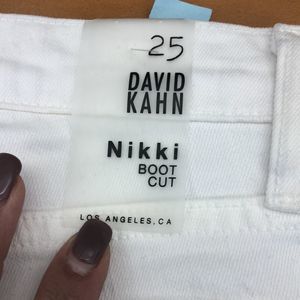 25
DAVID
KAHN
Nikki
BOOT
CUT
LOS ANGELES, CA